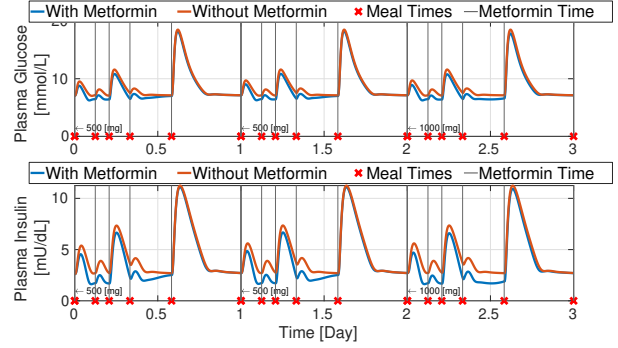 With Metformin Without Metformin Meal Times Metformin Time
20
10
0
Plasma Glucose
[mmol/L]
← 500 [mg] ← 500 [mg] ← 1000 [mg]
0 0.5 1 1.5 2 2.5 3
With Metformin Without Metformin Meal Times Metformin Time
10
5
0
Plasma Insulin
[mU/dL]
← 500 [mg] ← 500 [mg] ← 1000 [mg]
0 0.5 1 1.5 2 2.5 3
Time [Day]